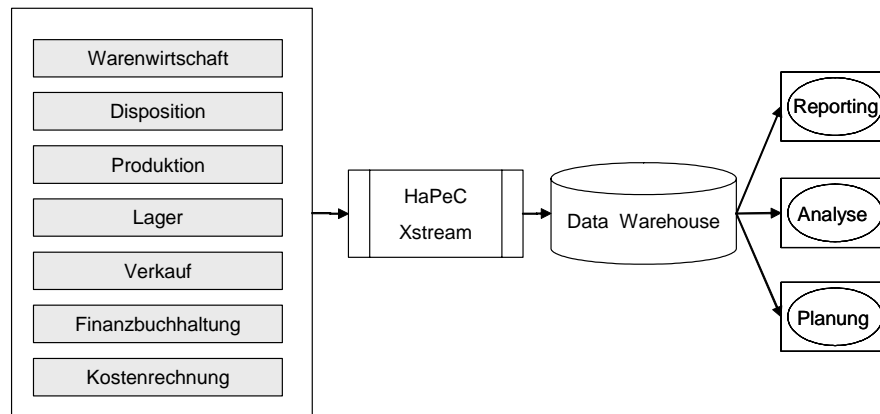 Warenwirtschaft
Disposition
Produktion
Lager
Verkauf
Finanzbuchhaltung
Kostenrechnung
HaPeC
Xstream
Data Warehouse
Reporting
Analyse
Planung